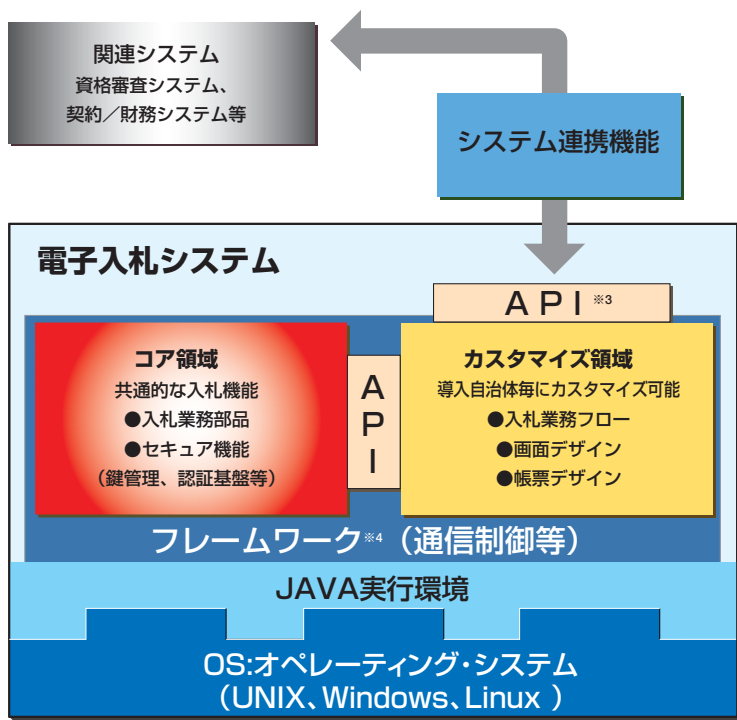 関連システム
資格審査システム、
契約／財務システム等
システム連携機能
電子入札システム
API※3
コア領域
共通的な入札機能
●入札業務部品
●セキュア機能
(鍵管理、認証基盤等)
API
カスタマイズ領域
導入自治体毎にカスタマイズ可能
●入札業務フロー
●画面デザイン
●帳票デザイン
フレームワーク※4（通信制御等）
JAVA実行環境
OS:オペレーティング・システム
（UNIX、Windows、Linux ）